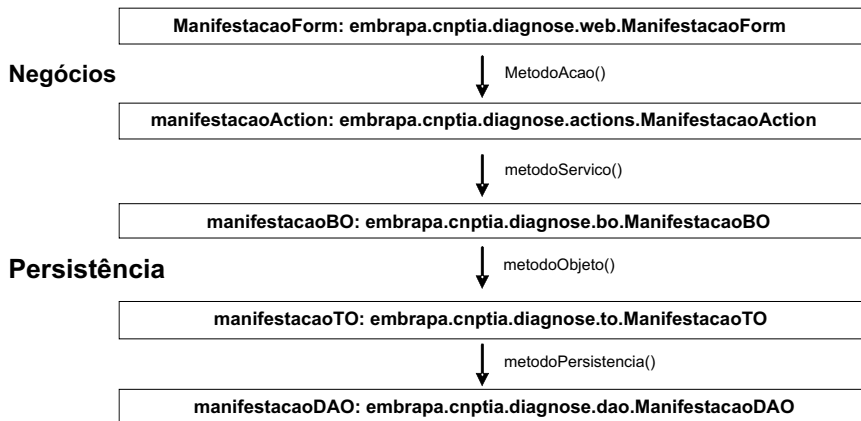 ManifestacaoForm: embrapa.cnptia.diagnose.web.ManifestacaoForm
Negócios
MetodoAcao()
manifestacaoAction: embrapa.cnptia.diagnose.actions.ManifestacaoAction
metodoServico()
manifestacaoBO: embrapa.cnptia.diagnose.bo.ManifestacaoBO
Persistência
metodoObjeto()
manifestacaoTO: embrapa.cnptia.diagnose.to.ManifestacaoTO
metodoPersistencia()
manifestacaoDAO: embrapa.cnptia.diagnose.dao.ManifestacaoDAO